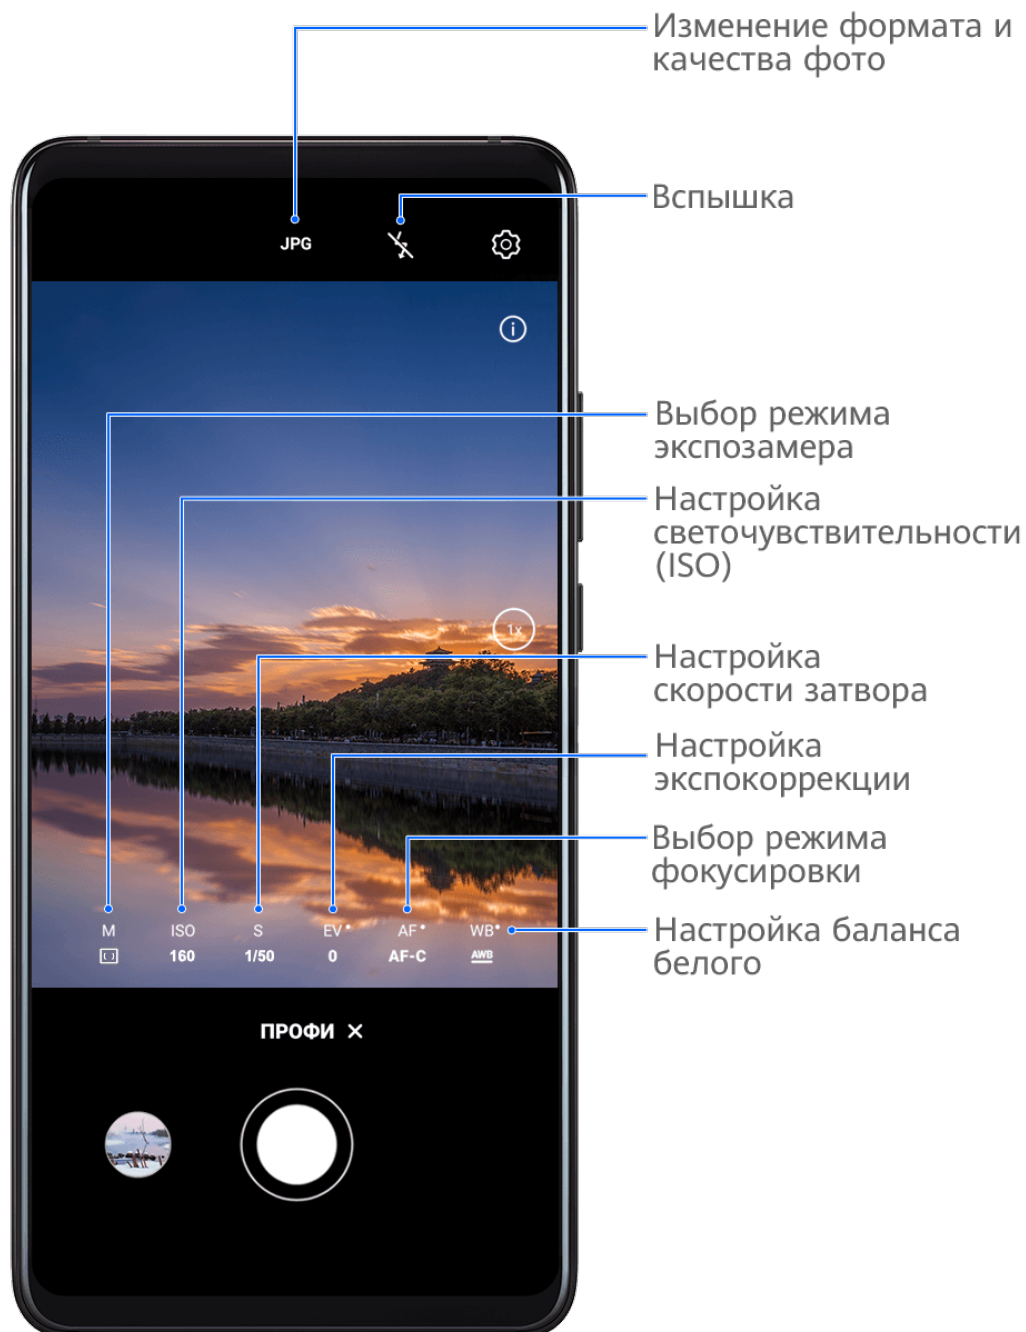 Изменение формата и
качества фото
Вспышка
JPG
i
Выбор режима
экспозамера
Настройка
светочувствительности
(ISO)
1x
Настройка
скорости затвора
Настройка
экспокоррекции
Выбор режима
фокусировки
M ISO S EV AF WB
Настройка баланса
белого
160 1/50 0 AF-C AWB
ПРОФИ ×